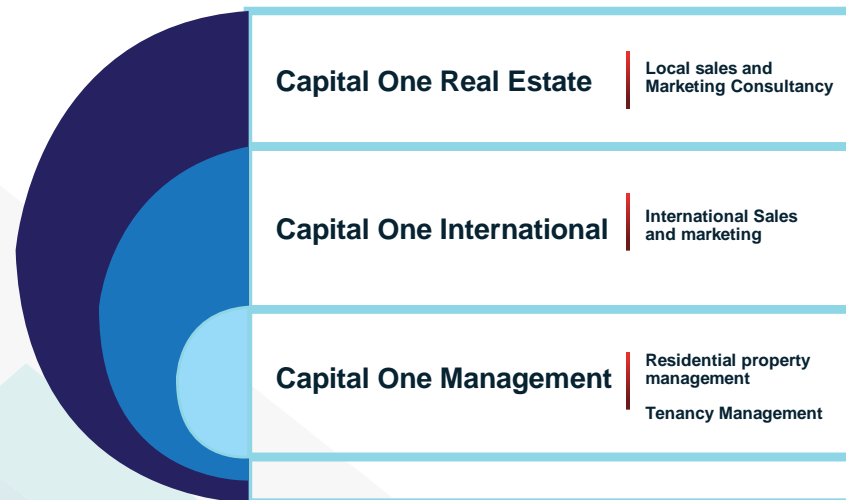 Capital One Real Estate
Local sales and
Marketing Consultancy
Capital One International
International Sales
and marketing
Capital One Management
Residential property
management
Tenancy Management